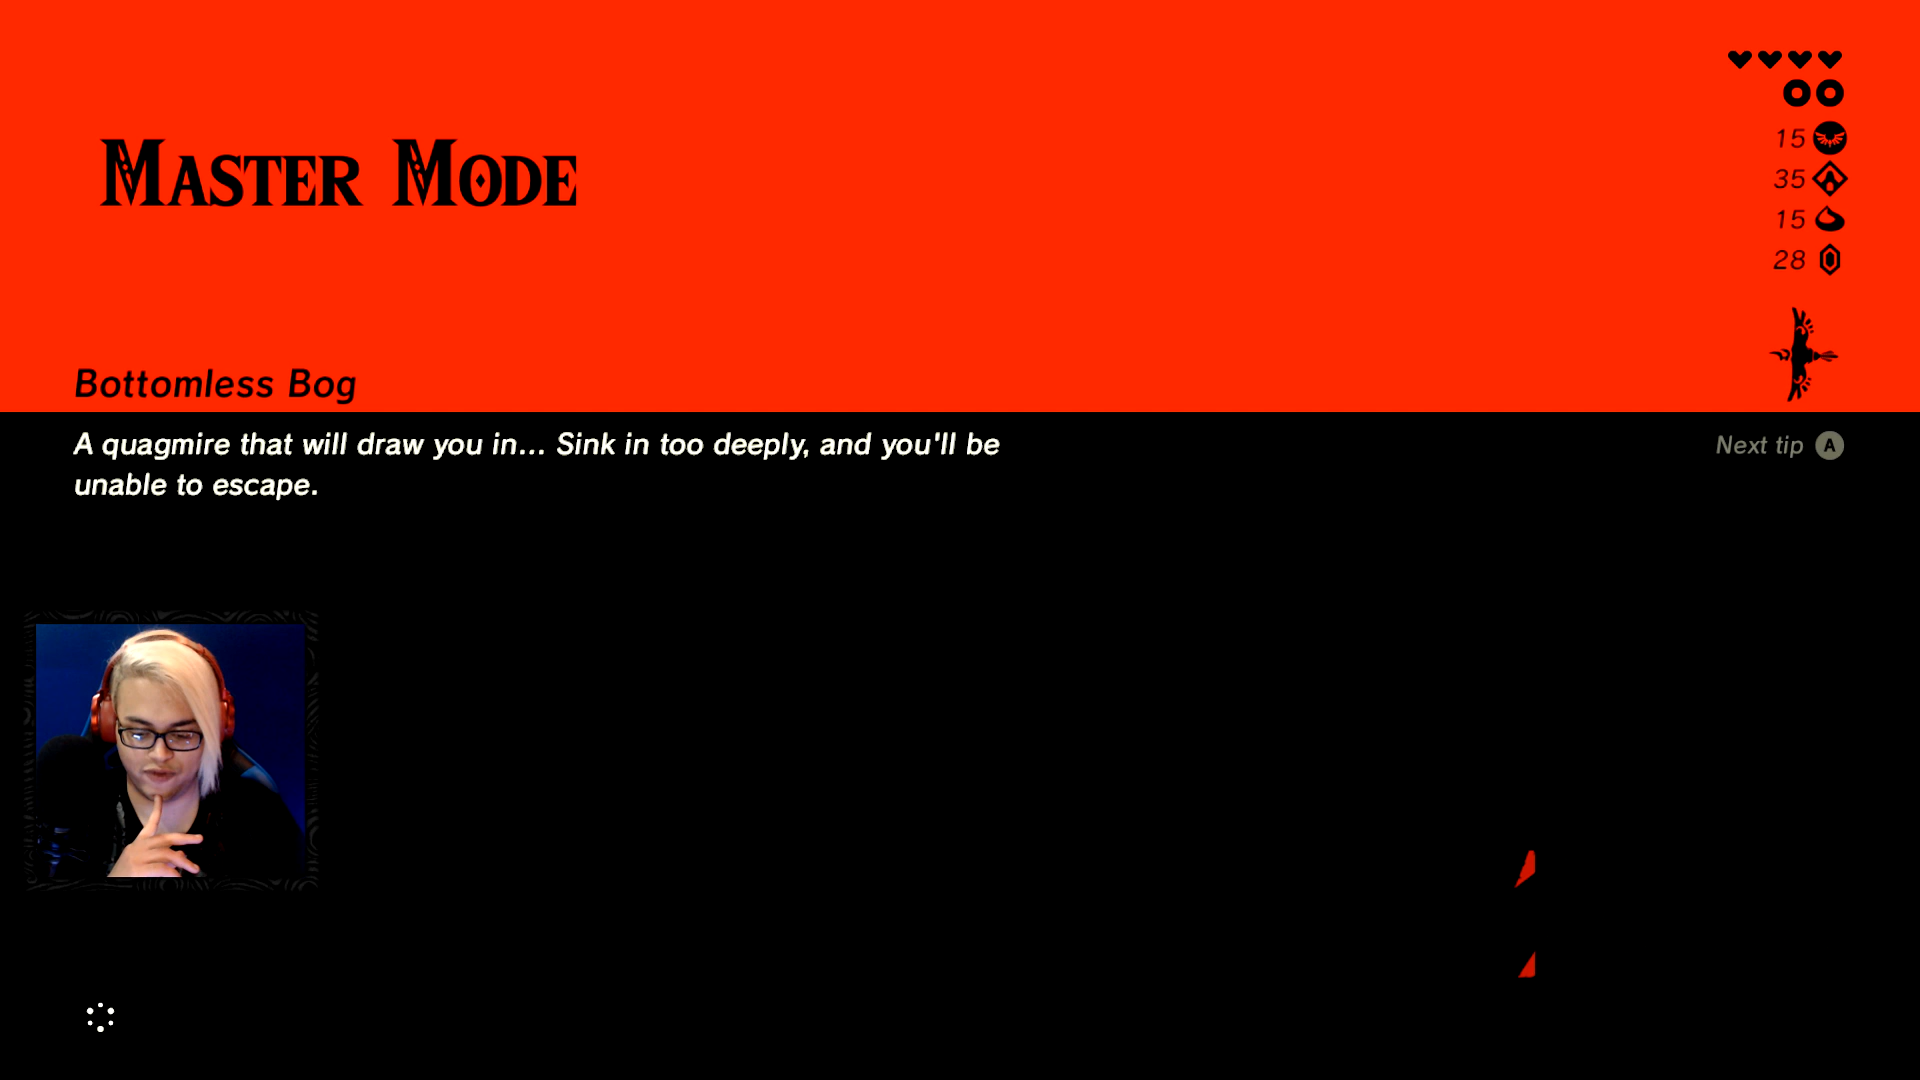 MASTER MODE
15
35
15
28
Bottomless Bog
A quagmire that will draw you in... Sink in too deeply, and you'll be
unable to escape.
Next tip A